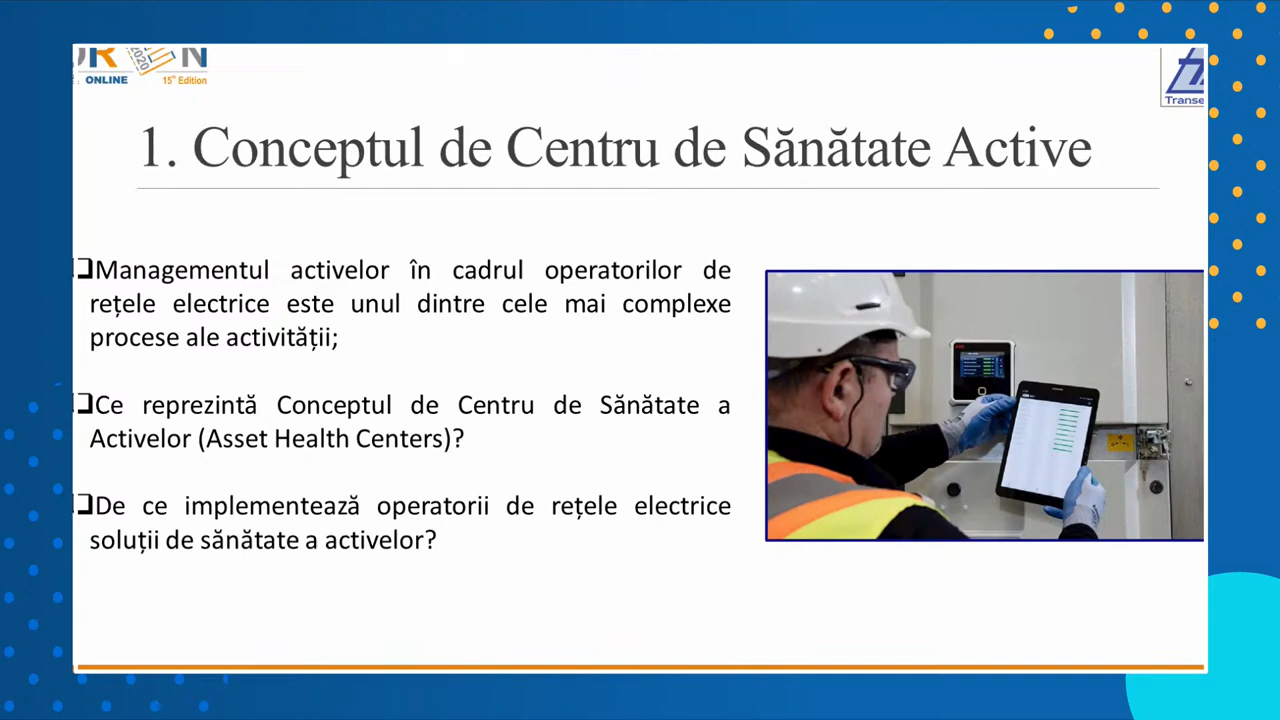 2020
ONLINE
15th Edition
1. Conceptul de Centru de Sănătate Active
Managementul activelor în cadrul operatorilor de
rețele electrice este unul dintre cele mai complexe
procese ale activității;
Ce reprezintă Conceptul de Centru de Sănătate a
Activelor (Asset Health Centers)?
De ce implementează operatorii de rețele electrice
soluții de sănătate a activelor?